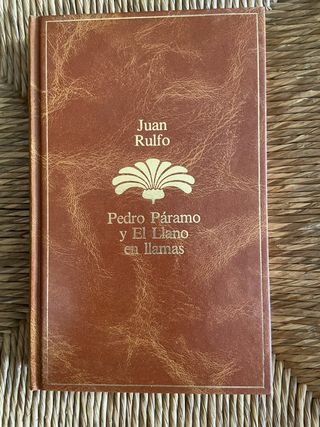 Juan
Rulfo
Pedro Páramo
y El Llano
en llamas